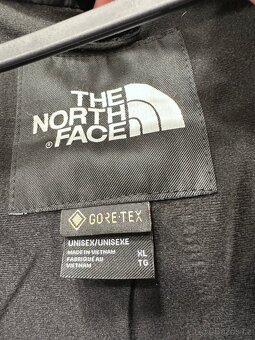 THE
NORTH
FACE
®
GORE-TEX
UNISEX/UNISEXE
MADE IN VIETNAM
FABRIQUÉ AU
VIETNAM
XL
TG